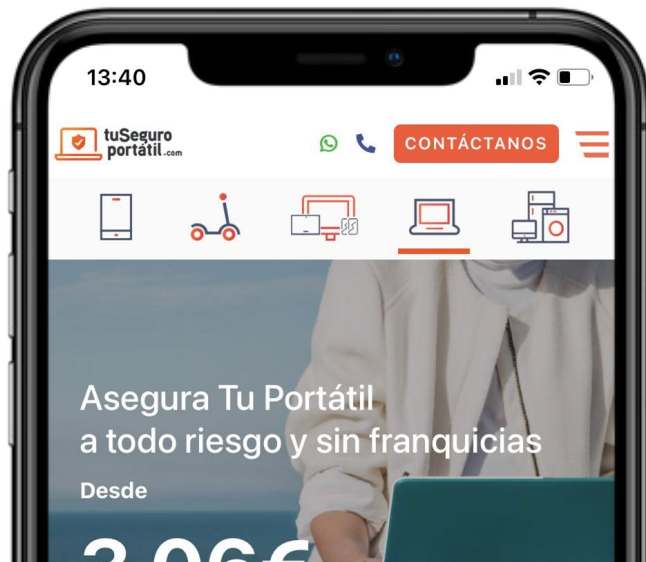 13:40
tuSeguro
portátil.com
CONTÁCTANOS
Asegura Tu Portátil
a todo riesgo y sin franquicias
Desde